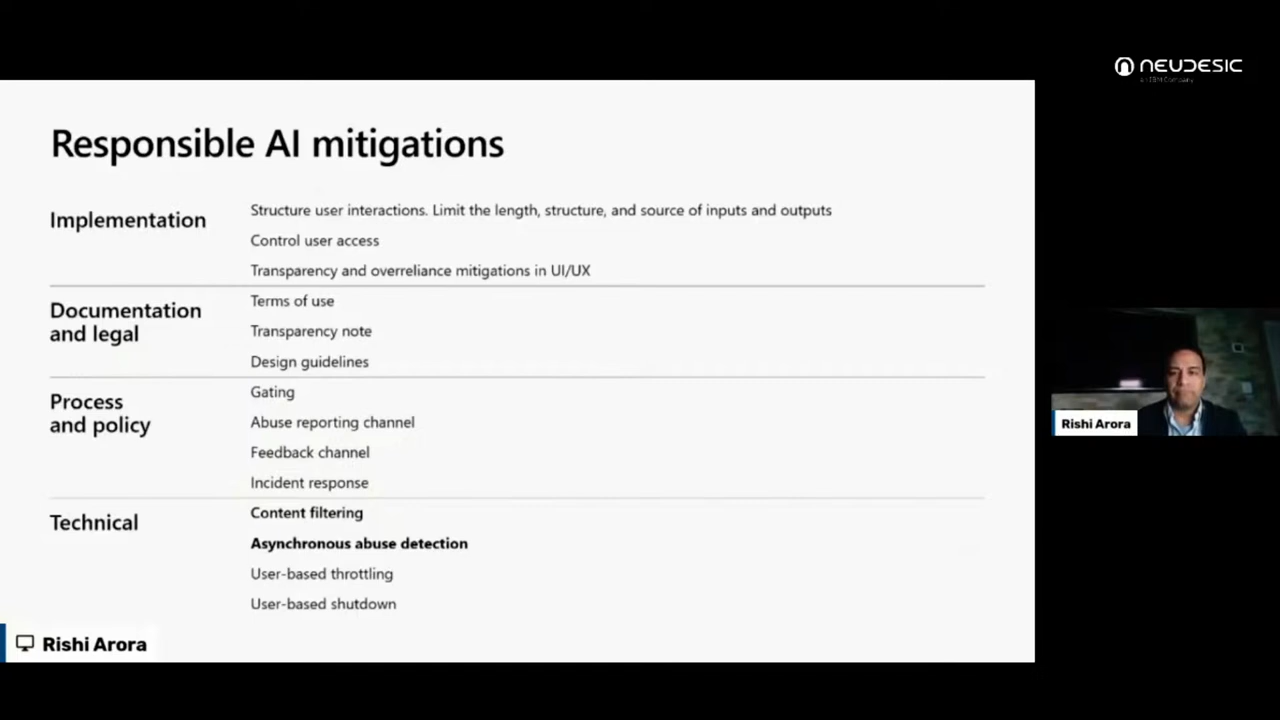 NEUDESIC
an IBM Company
Responsible AI mitigations
Implementation
Structure user interactions. Limit the length, structure, and source of inputs and outputs
Control user access
Transparency and overreliance mitigations in UI/UX
Documentation
and legal
Terms of use
Transparency note
Design guidelines
Process
and policy
Gating
Abuse reporting channel
Feedback channel
Incident response
Technical
Content filtering
Asynchronous abuse detection
User-based throttling
User-based shutdown
Rishi Arora
Rishi Arora